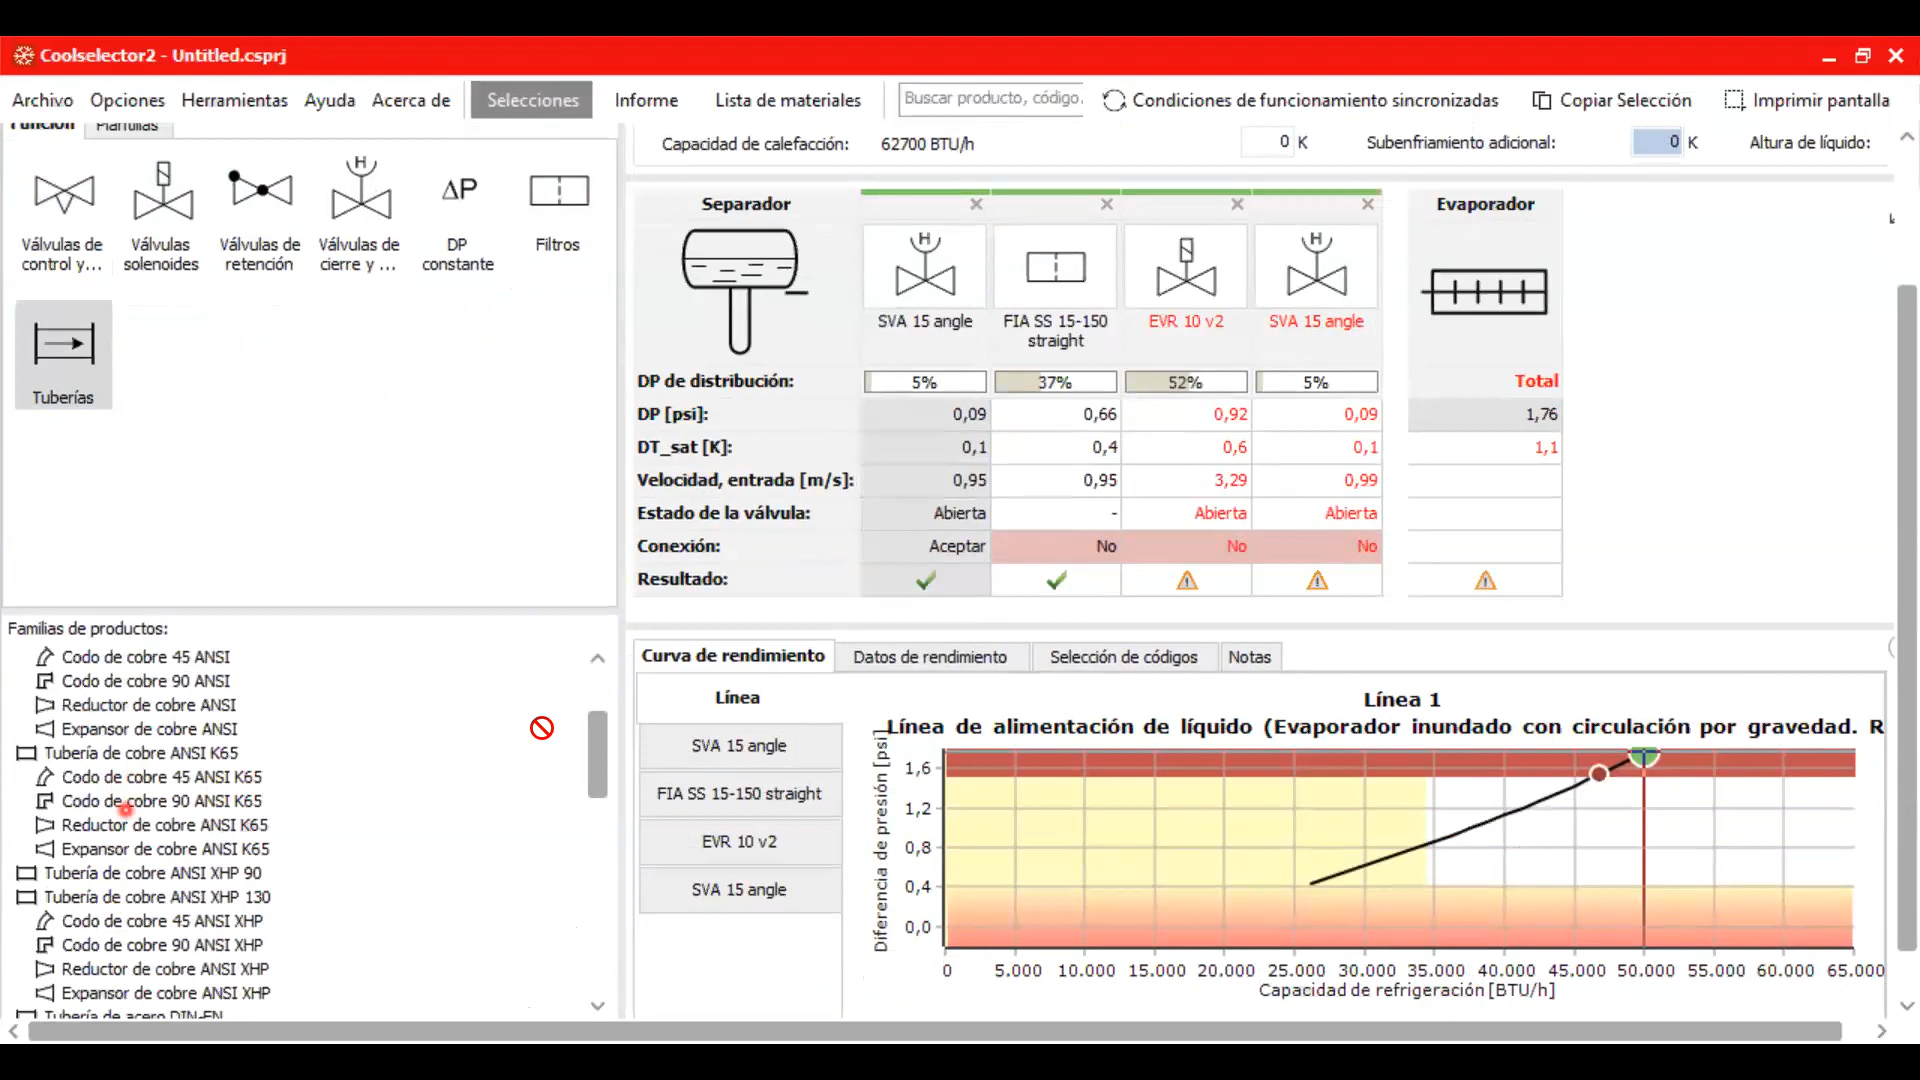 Coolselector2 - Untitled.csprj
Archivo Opciones Herramientas Ayuda Acerca de Selecciones Informe Lista de materiales Buscar producto, código. Condiciones de funcionamiento sincronizadas Copiar Selección Imprimir pantalla
Función Plantillas
Válvulas de control y...
Válvulas solenoides
Válvulas de retención
H
Válvulas de cierre y ...
ΔP
DP constante
Filtros
Tuberías
Familias de productos:
Codo de cobre 45 ANSI
Codo de cobre 90 ANSI
Reductor de cobre ANSI
Expansor de cobre ANSI
Tubería de cobre ANSI K65
Codo de cobre 45 ANSI K65
Codo de cobre 90 ANSI K65
Reductor de cobre ANSI K65
Expansor de cobre ANSI K65
Tubería de cobre ANSI XHP 90
Tubería de cobre ANSI XHP 130
Codo de cobre 45 ANSI XHP
Codo de cobre 90 ANSI XHP
Reductor de cobre ANSI XHP
Expansor de cobre ANSI XHP
Tubería de acero DIN-EN
Capacidad de calefacción: 62700 BTU/h 0 K Subenfriamiento adicional: 0 K Altura de líquido:
Separador Evaporador
H H
SVA 15 angle FIA SS 15-150 straight EVR 10 v2 SVA 15 angle
DP de distribución: 5% 37% 52% 5% Total
DP [psi]: 0,09 0,66 0,92 0,09 1,76
DT_sat [K]: 0,1 0,4 0,6 0,1 1,1
Velocidad, entrada [m/s]: 0,95 0,95 3,29 0,99
Estado de la válvula: Abierta - Abierta Abierta
Conexión: Aceptar No No No
Resultado:
Curva de rendimiento Datos de rendimiento Selección de códigos Notas
Línea
SVA 15 angle
FIA SS 15-150 straight
EVR 10 v2
SVA 15 angle
Línea 1
Línea de alimentación de líquido (Evaporador inundado con circulación por gravedad. R
Diferencia de presión [psi]
1,6
1,2
0,8
0,4
0,0
0 5.000 10.000 15.000 20.000 25.000 30.000 35.000 40.000 45.000 50.000 55.000 60.000 65.000
Capacidad de refrigeración [BTU/h]